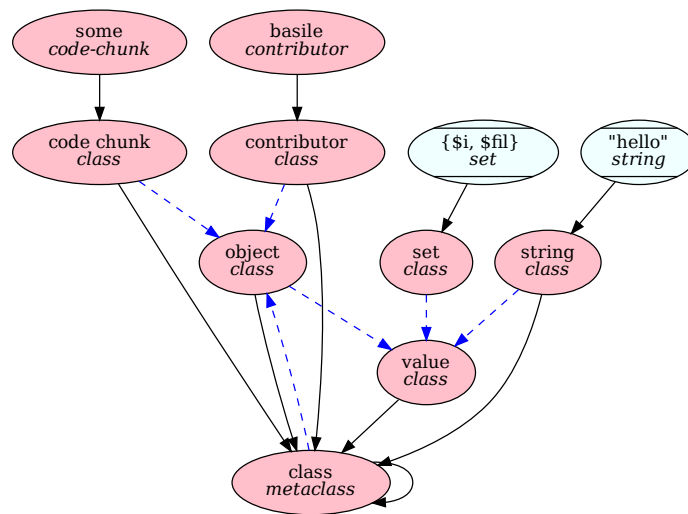 some
code-chunk
basile
contributor
code chunk
class
contributor
class
{$i, $fil}
set
"hello"
string
object
class
set
class
string
class
value
class
class
metaclass